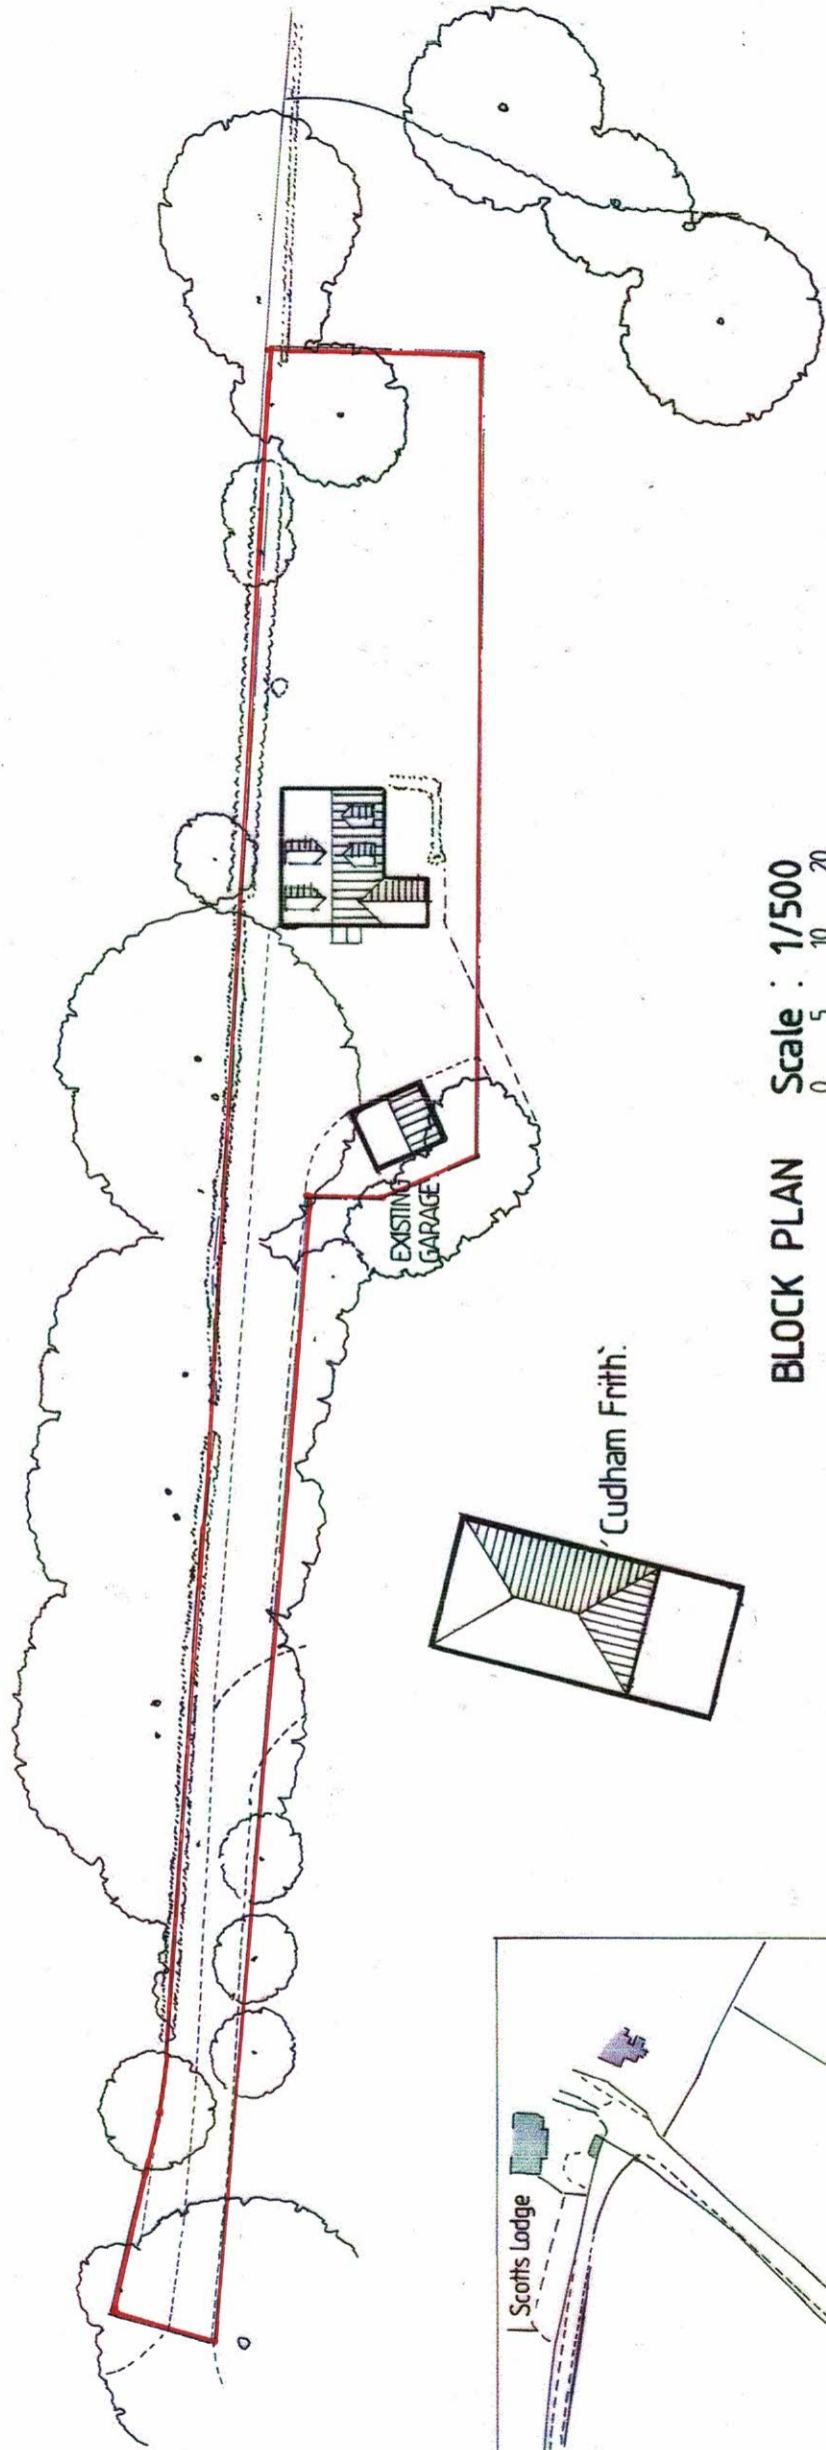 EXISTING
GARAGE
'Cudham Frith'.
BLOCK PLAN Scale : 1/500
0 5 10 20
Scotts Lodge